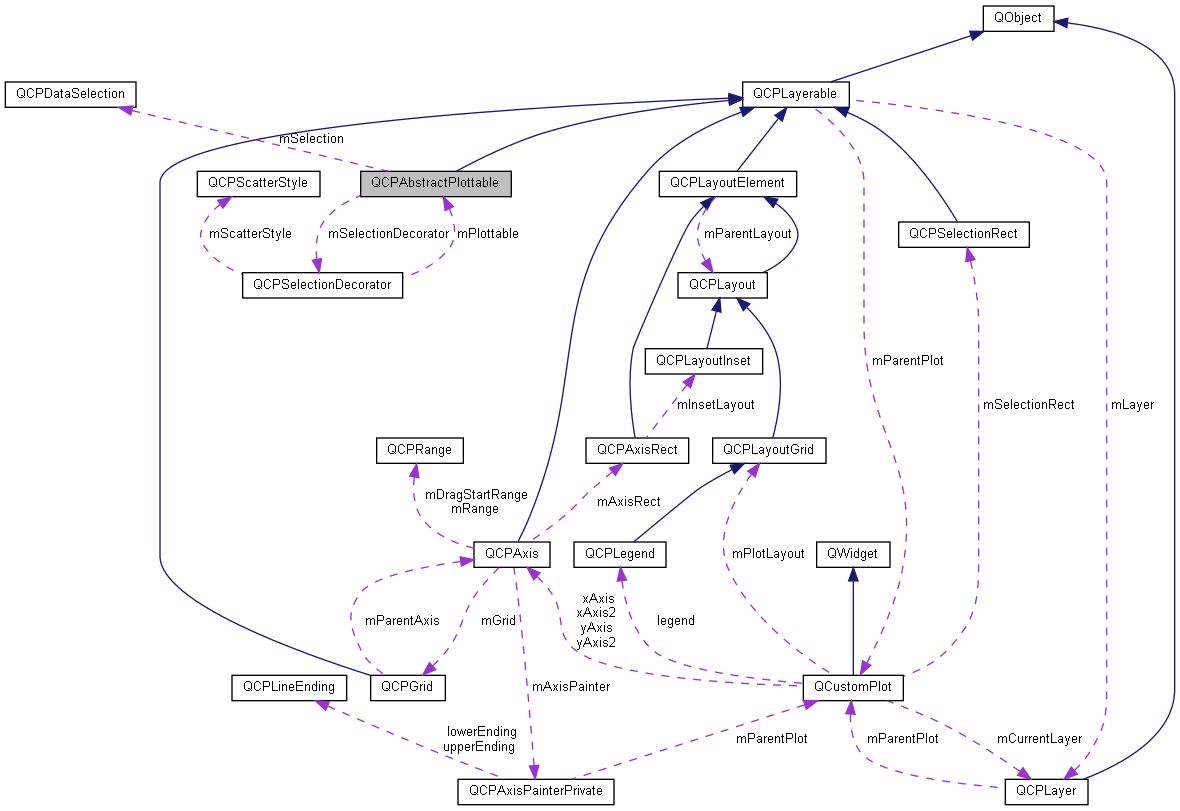 QObject
QCPDataSelection
QCPLayerable
mSelection
QCPScatterStyle
QCPAbstractPlottable
QCPLayoutElement
mScatterStyle
mSelectionDecorator
mPlottable
mParentLayout
QCPSelectionRect
QCPSelectionDecorator
QCPLayout
QCPLayoutInset
mParentPlot
mInsetLayout
mSelectionRect
mLayer
QCPRange
QCPAxisRect
QCPLayoutGrid
mDragStartRange
mRange
mAxisRect
QCPAxis
QCPLegend
mPlotLayout
QWidget
xAxis
xAxis2
yAxis
yAxis2
mParentAxis
mGrid
legend
QCPLineEnding
QCPGrid
mAxisPainter
QCustomPlot
lowerEnding
upperEnding
mParentPlot
mParentPlot
mCurrentLayer
QCPAxisPainterPrivate
QCPLayer